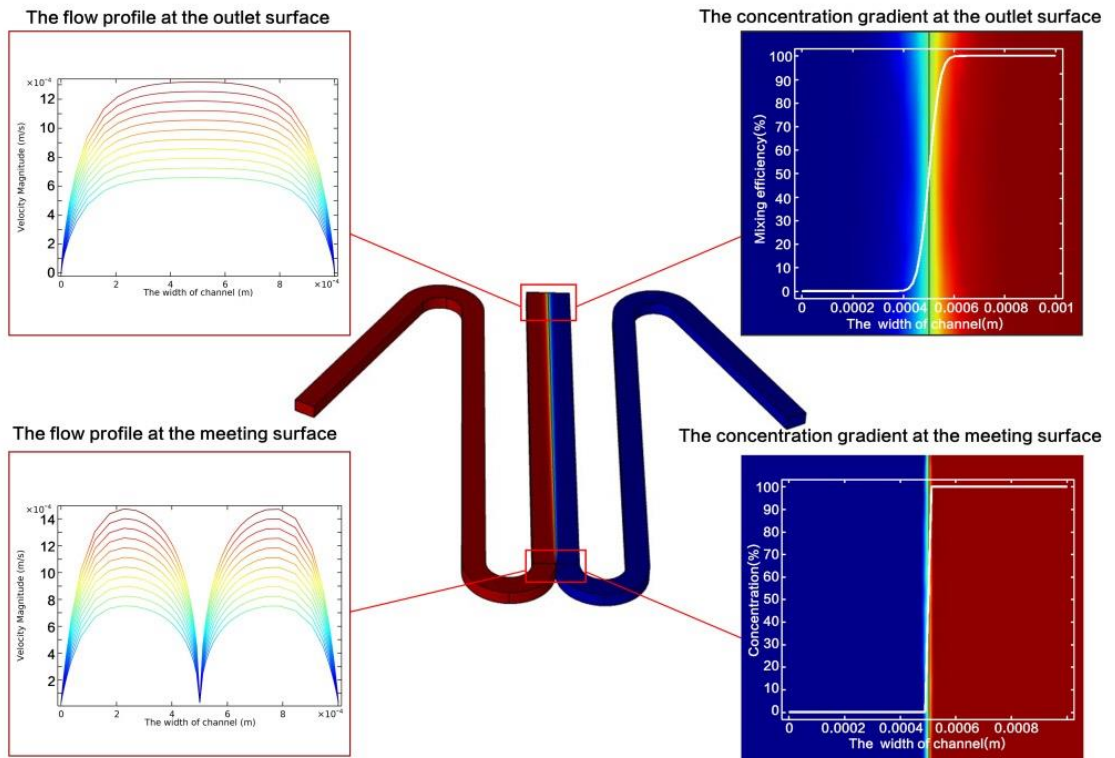 The flow profile at the outlet surface
×10⁻⁴
12
10
8
6
4
2
0
Velocity Magnitude (m/s)
0 2 4 6 8 ×10⁻⁴
The width of channel (m)
The concentration gradient at the outlet surface
100
90
80
70
60
50
40
30
20
10
0
Mixing efficiency(%)
0 0.0002 0.0004 0.0006 0.0008 0.001
The width of channel(m)
The flow profile at the meeting surface
×10⁻⁴
14
12
10
8
6
4
2
Velocity Magnitude (m/s)
0 2 4 6 8 ×10⁻⁴
The width of channel (m)
The concentration gradient at the meeting surface
100
90
80
70
60
50
40
30
20
10
0
Concentration(%)
0 0.0002 0.0004 0.0006 0.0008
The width of channel(m)